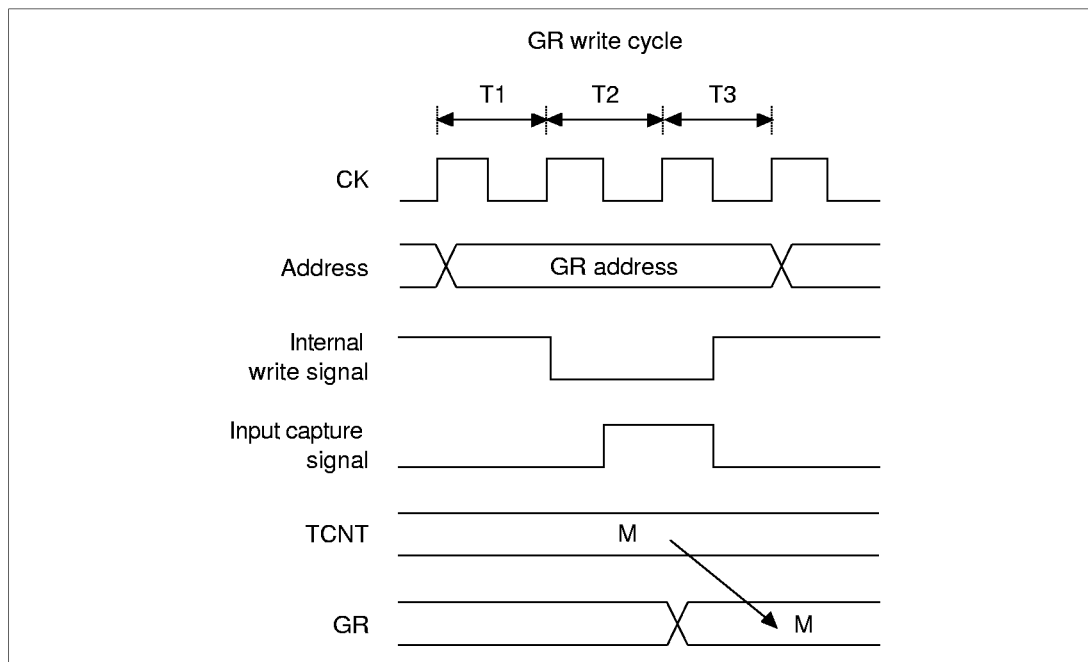 GR write cycle
T1 T2 T3
CK
Address
GR address
Internal
write signal
Input capture
signal
TCNT
M
GR
M